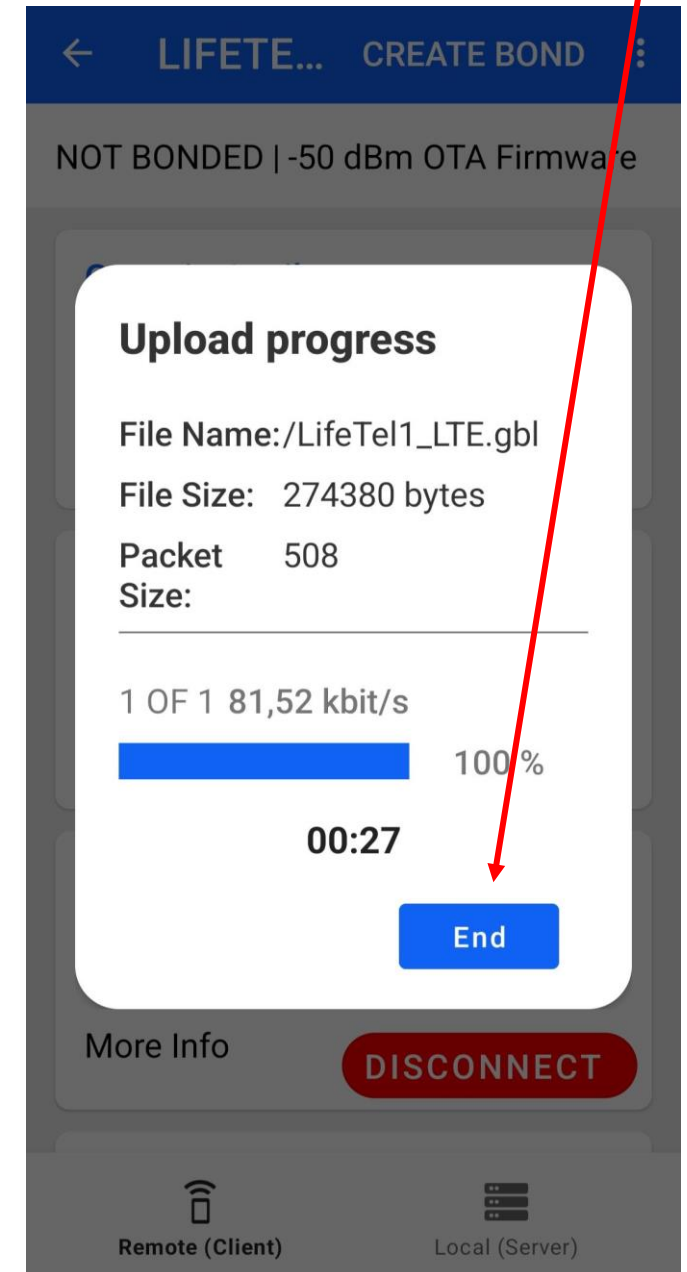 LIFETE... CREATE BOND
NOT BONDED | -50 dBm OTA Firmware
Upload progress
File Name:/LifeTel1_LTE.gbl
File Size: 274380 bytes
Packet 508
Size:
1 OF 1 81,52 kbit/s
100 %
00:27
End
More Info
DISCONNECT
Remote (Client) Local (Server)